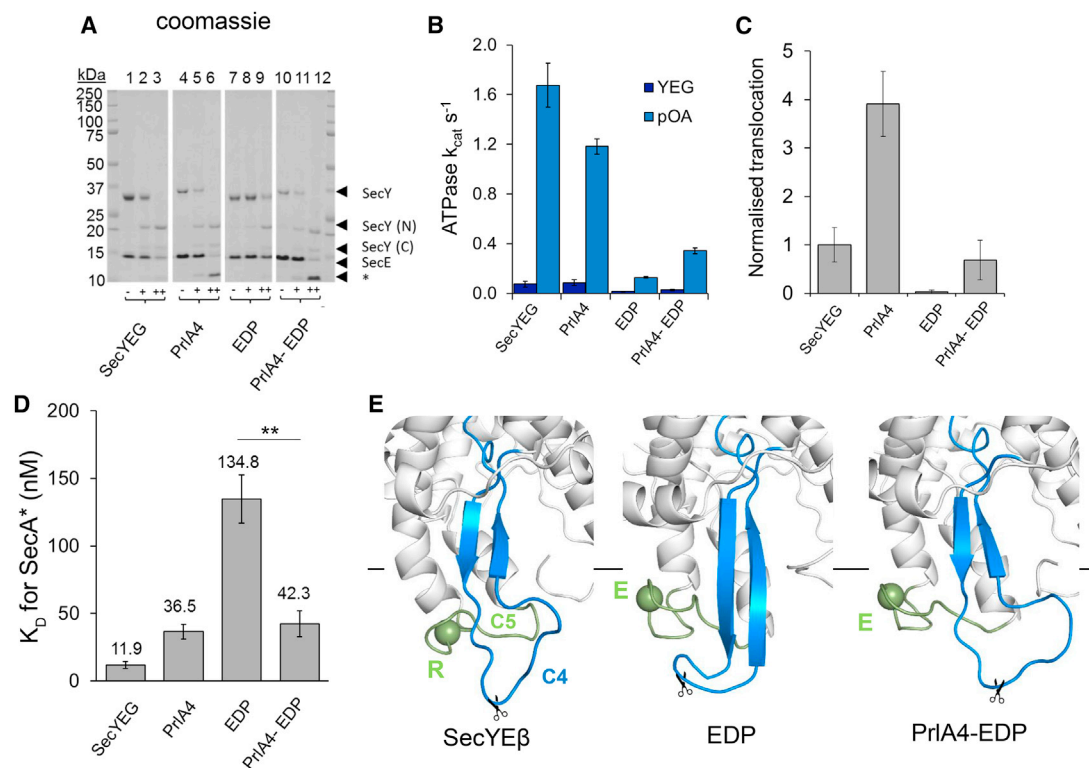 A
coomassie
kDa
1 2 3 4 5 6 7 8 9 10 11 12
250
150
100
75
50
37
25
20
15
10
SecY
SecY (N)
SecY (C)
SecE
*
- + ++ - + ++ - + ++ - + ++ -
SecYEG
PrlA4
EDP
PrlA4- EDP
B
2.0
1.6
1.2
0.8
0.4
0.0
ATPase kcat s-1
YEG
pOA
SecYEG
PrlA4
EDP
PrlA4- EDP
C
5
4
3
2
1
0
Normalised translocation
SecYEG
PrlA4
EDP
PrlA4- EDP
D
200
150
100
50
0
KD for SecA* (nM)
11.9
36.5
134.8
42.3
**
SecYEG
PrlA4
EDP
PrlA4- EDP
E
R
C5
C4
SecYEβ
E
EDP
E
PrlA4-EDP